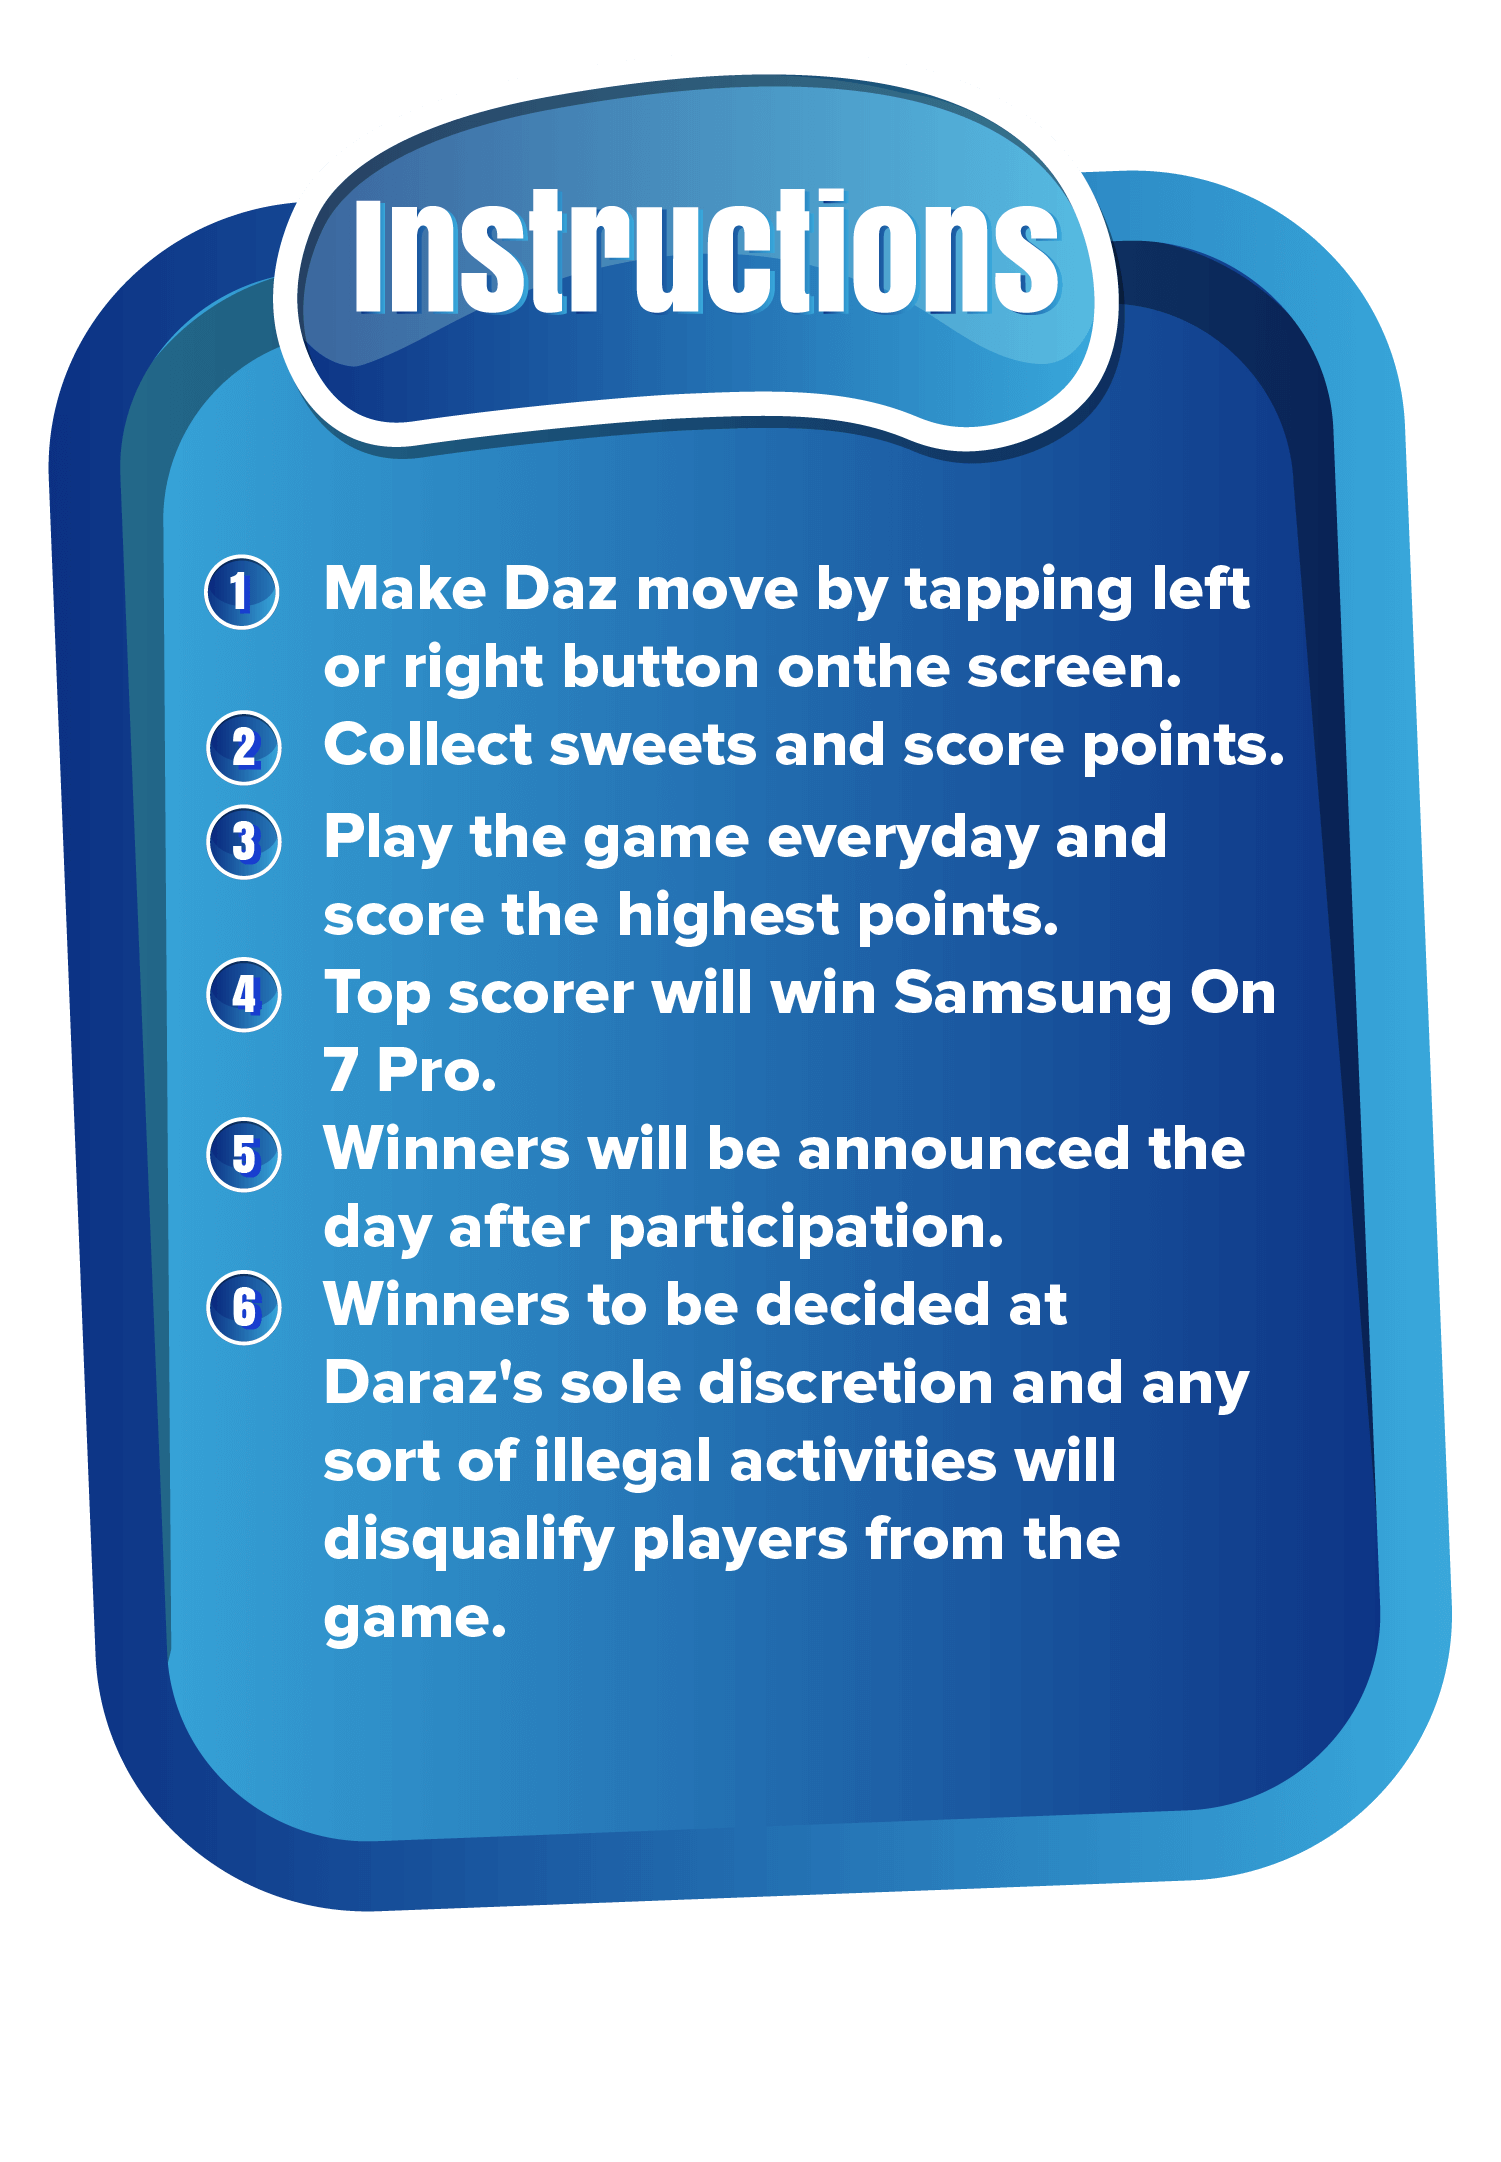 Instructions
1 Make Daz move by tapping left
or right button onthe screen.
2 Collect sweets and score points.
3 Play the game everyday and
score the highest points.
4 Top scorer will win Samsung On
7 Pro.
5 Winners will be announced the
day after participation.
6 Winners to be decided at
Daraz's sole discretion and any
sort of illegal activities will
disqualify players from the
game.